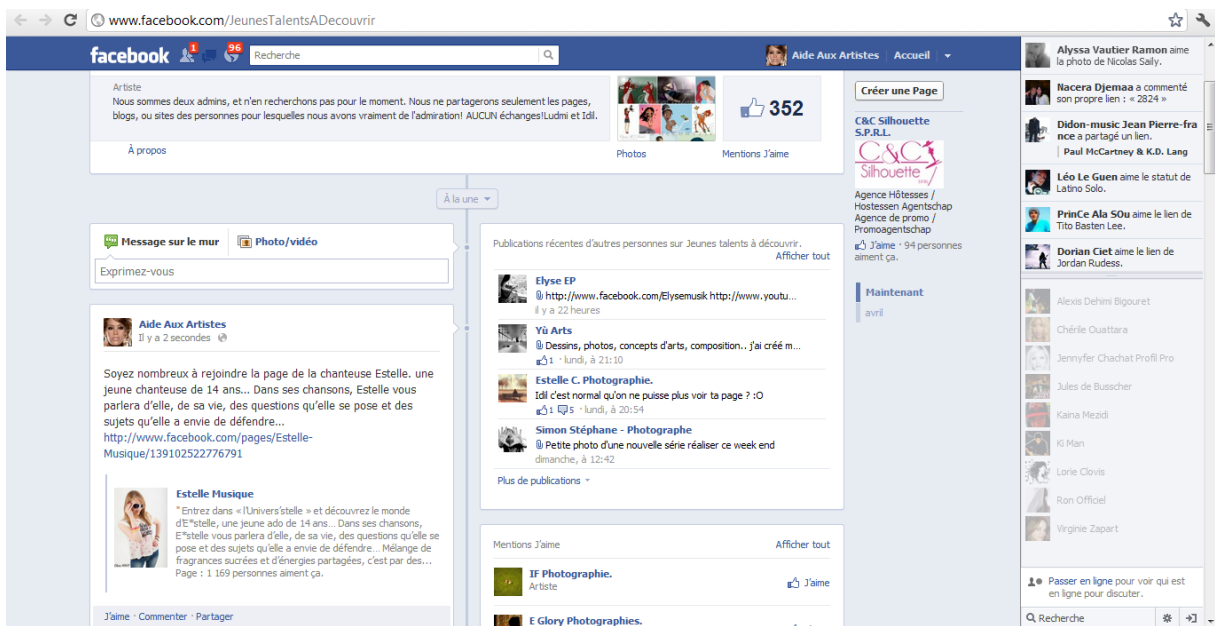 www.facebook.com/JeunesTalentsADecouvrir
facebook
1
96
Recherche
Aide Aux Artistes
Accueil
Artiste
Nous sommes deux admins, et n'en recherchons pas pour le moment. Nous ne partagerons seulement les pages,
blogs, ou sites des personnes pour lesquelles nous avons vraiment de l'admiration! AUCUN échanges!Ludmi et Idil.
À propos
Photos
352
Mentions J'aime
À la une
Message sur le mur
Photo/vidéo
Exprimez-vous
Aide Aux Artistes
Il y a 2 secondes
Soyez nombreux à rejoindre la page de la chanteuse Estelle. une
jeune chanteuse de 14 ans... Dans ses chansons, Estelle vous
parlera d'elle, de sa vie, des questions qu'elle se pose et des
sujets qu'elle a envie de défendre...
http://www.facebook.com/pages/Estelle-
Musique/139102522776791
Estelle Musique
"Entrez dans « l'Univers'stelle » et découvrez le monde
d'E*stelle, une jeune ado de 14 ans... Dans ses chansons,
E*stelle vous parlera d'elle, de sa vie, des questions qu'elle se
pose et des sujets qu'elle a envie de défendre... Mélange de
fragrances sucrées et d'énergies partagées, c'est par des...
Page : 1 169 personnes aiment ça.
J'aime · Commenter · Partager
Publications récentes d'autres personnes sur Jeunes talents à découvrir.
Afficher tout
Elyse EP
http://www.facebook.com/Elysemusik http://www.youtu...
il y a 22 heures
Yù Arts
Dessins, photos, concepts d'arts, composition.. j'ai créé m...
1 · lundi, à 21:10
Estelle C. Photographie.
Idil c'est normal qu'on ne puisse plus voir ta page ? :O
1 5 · lundi, à 20:54
Simon Stéphane - Photographe
Petite photo d'une nouvelle série réaliser ce week end
dimanche, à 12:42
Plus de publications
Mentions J'aime
Afficher tout
IF Photographie.
Artiste
J'aime
E Glory Photographies.
Créer une Page
C&C Silhouette
S.P.R.L.
C&C
Silhouette
Agence Hôtesses /
Hostessen Agentschap
Agence de promo /
Promoagentschap
J'aime · 94 personnes
aiment ça.
Maintenant
avril
Alyssa Vautier Ramon aime
la photo de Nicolas Saily.
Nacera Djemaa a commenté
son propre lien : « 2824 »
Didon-music Jean Pierre-fra
nce a partagé un lien.
Paul McCartney & K.D. Lang
Léo Le Guen aime le statut de
Latino Solo.
PrinCe Ala SOu aime le lien de
Tito Basten Lee.
Dorian Ciet aime le lien de
Jordan Rudess.
Alexis Dehimi Bigouret
Chérile Ouattara
Jennyfer Chachat Profil Pro
Jules de Busscher
Kaina Mezidi
Ki Man
Lorie Clovis
Ron Officiel
Virginie Zapart
Passer en ligne pour voir qui est
en ligne pour discuter.
Recherche